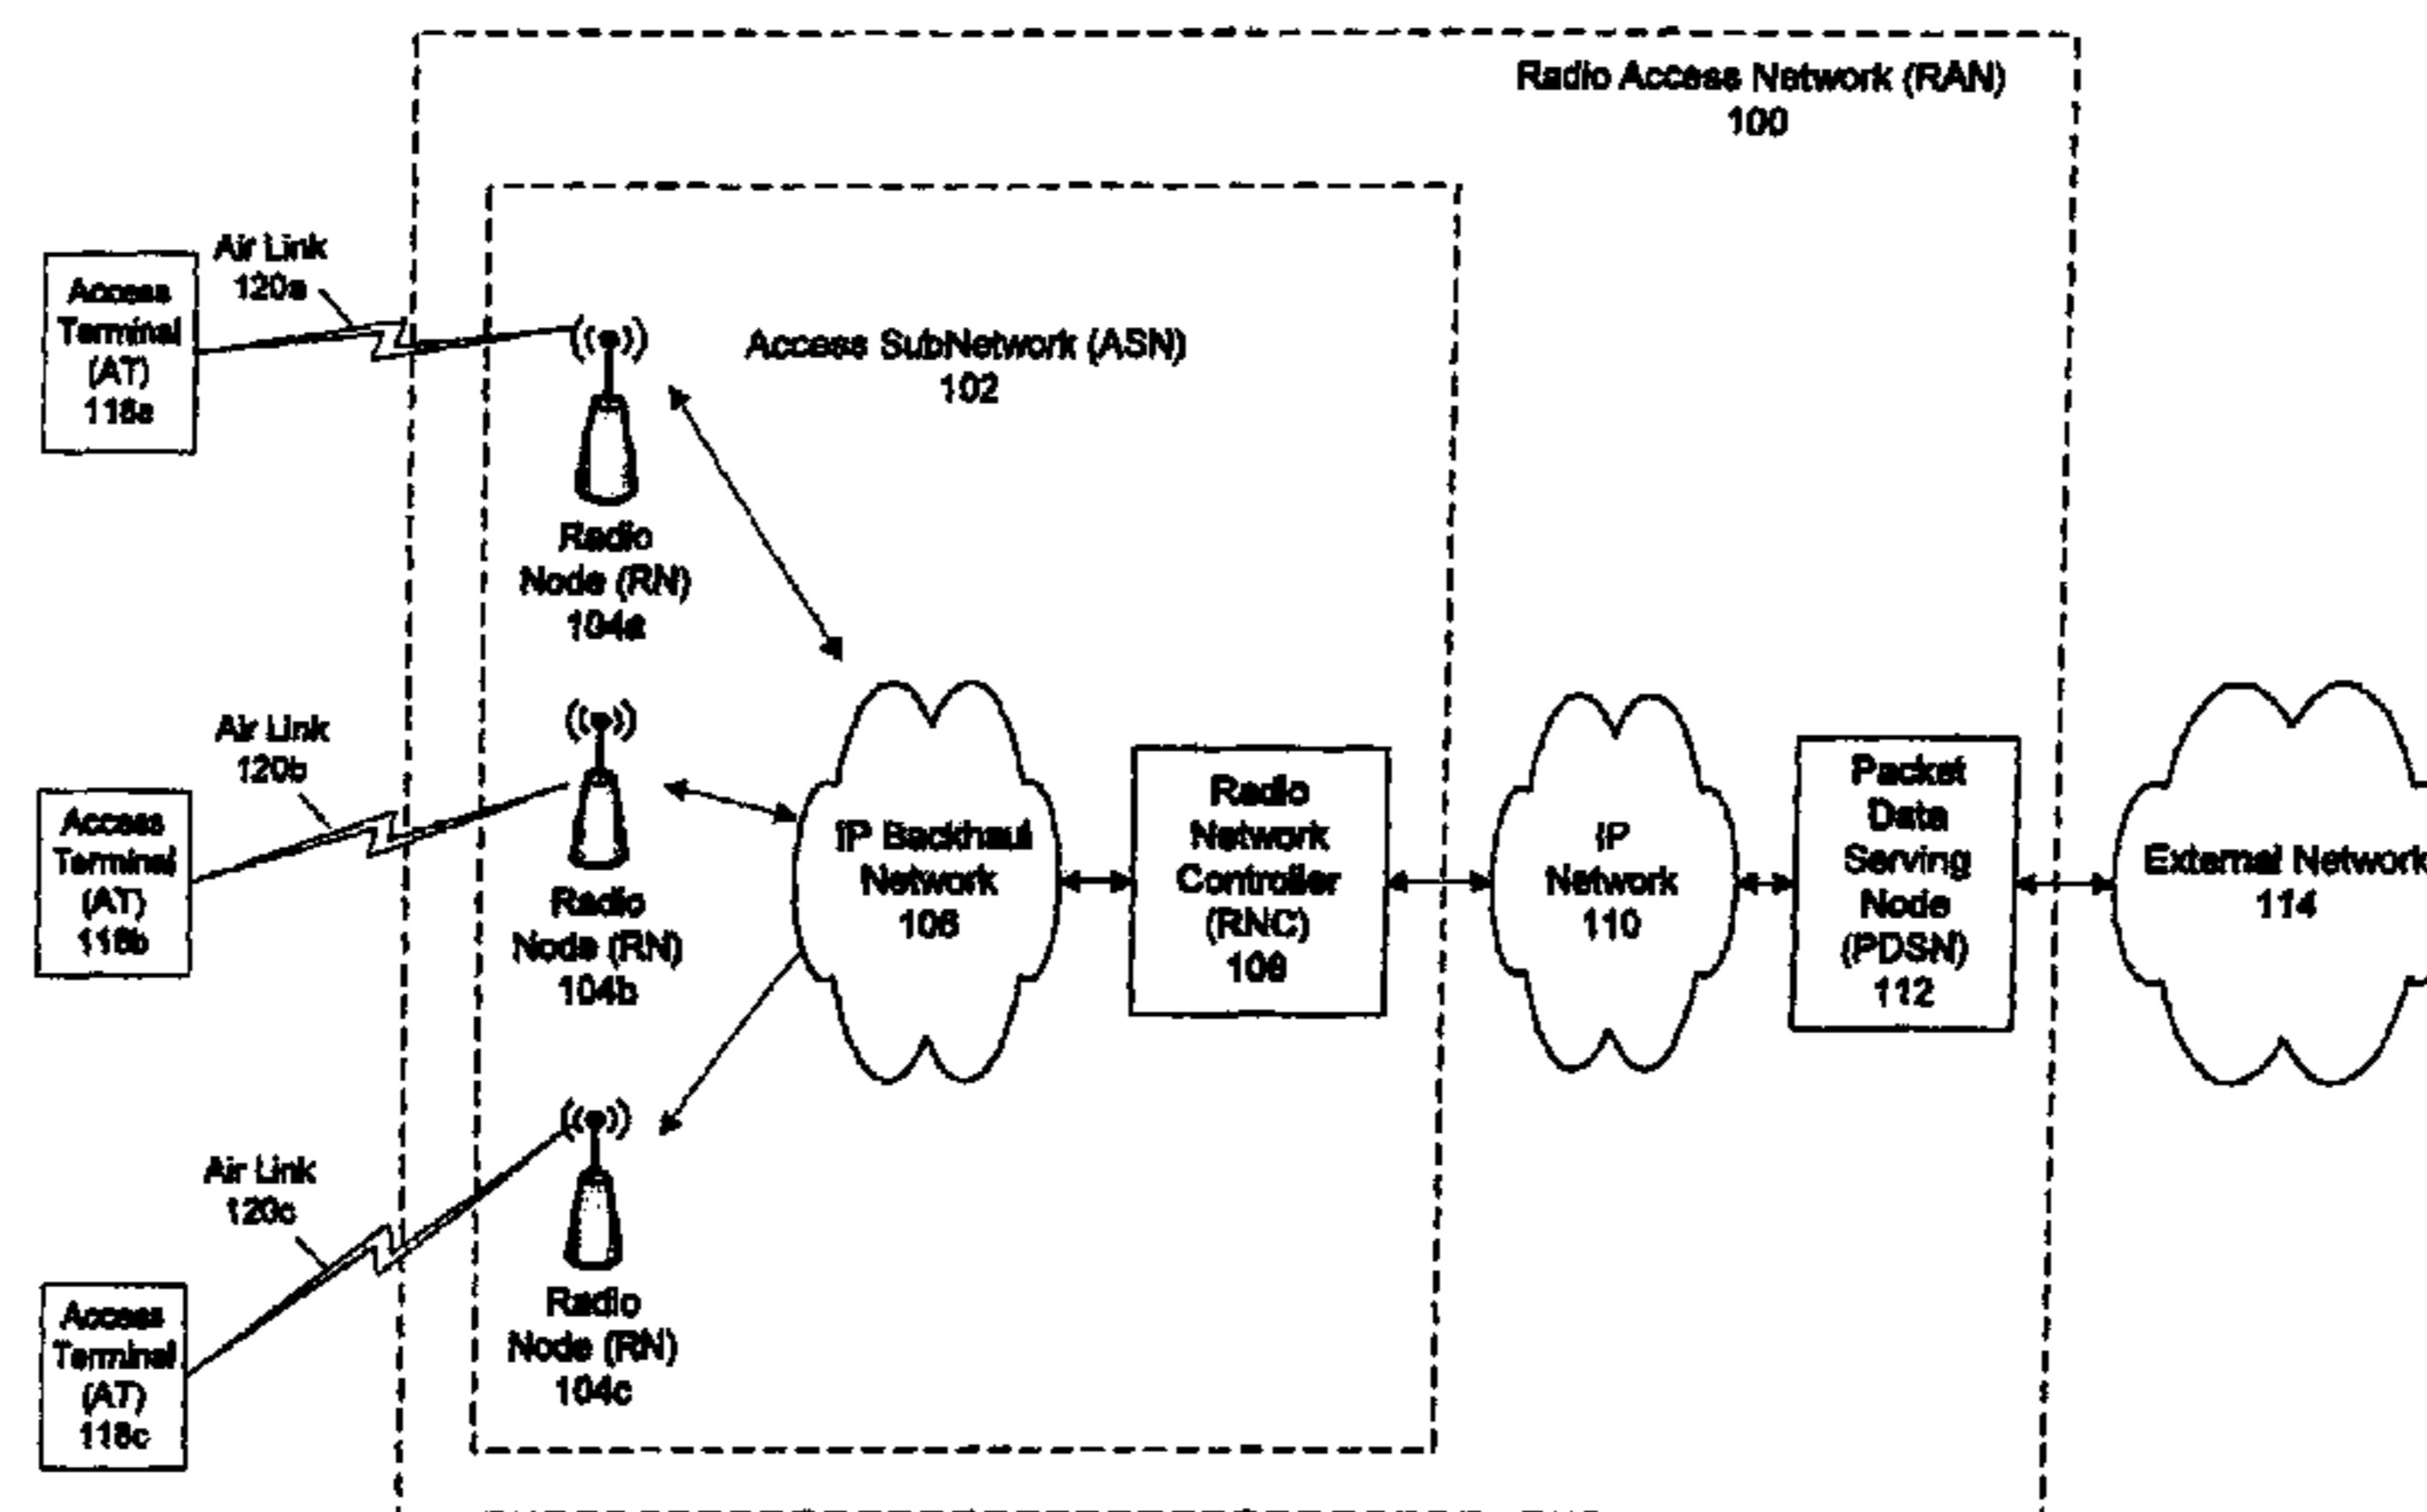 Radio Access Network (RAN)
100
Air Link
120a
Access
Terminal
(AT)
118a
Access SubNetwork (ASN)
102
Radio
Node (RN)
104a
Air Link
120b
Access
Terminal
(AT)
118b
Radio
Node (RN)
104b
IP Backhaul
Network
106
Radio
Network
Controller
(RNC)
108
IP
Network
110
Packet
Data
Serving
Node
(PDSN)
112
External Network
114
Air Link
120c
Access
Terminal
(AT)
118c
Radio
Node (RN)
104c